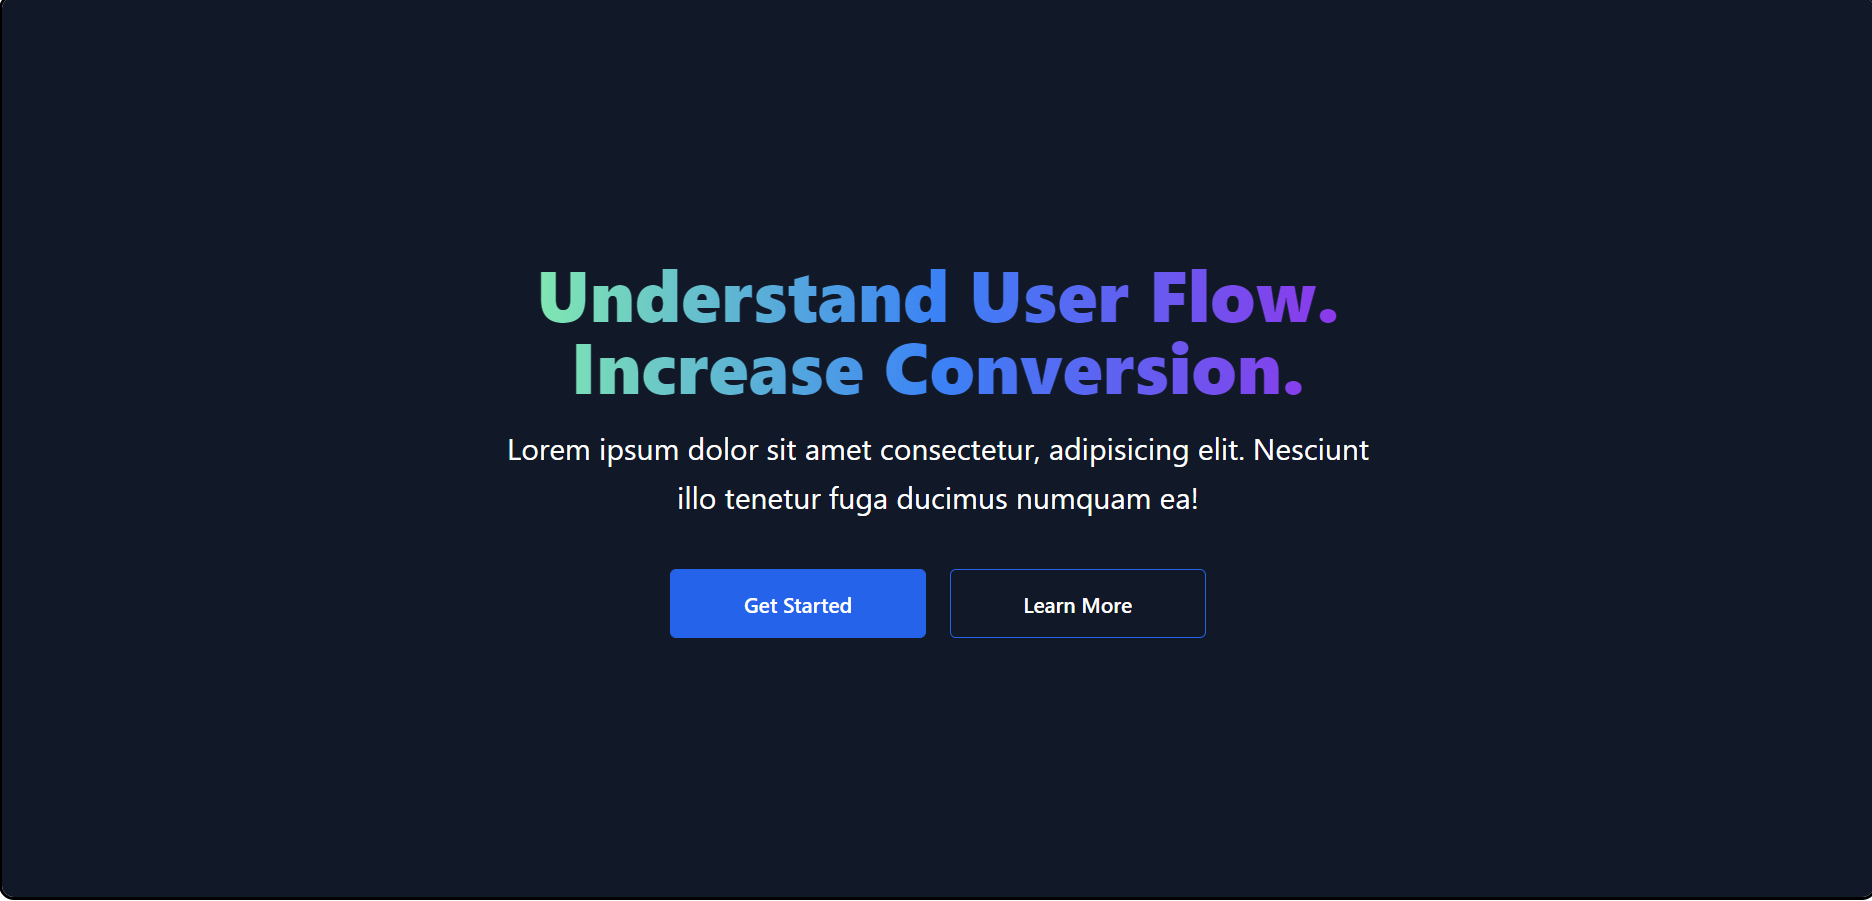 Understand User Flow.
Increase Conversion.
Lorem ipsum dolor sit amet consectetur, adipisicing elit. Nesciunt
illo tenetur fuga ducimus numquam ea!
Get Started
Learn More